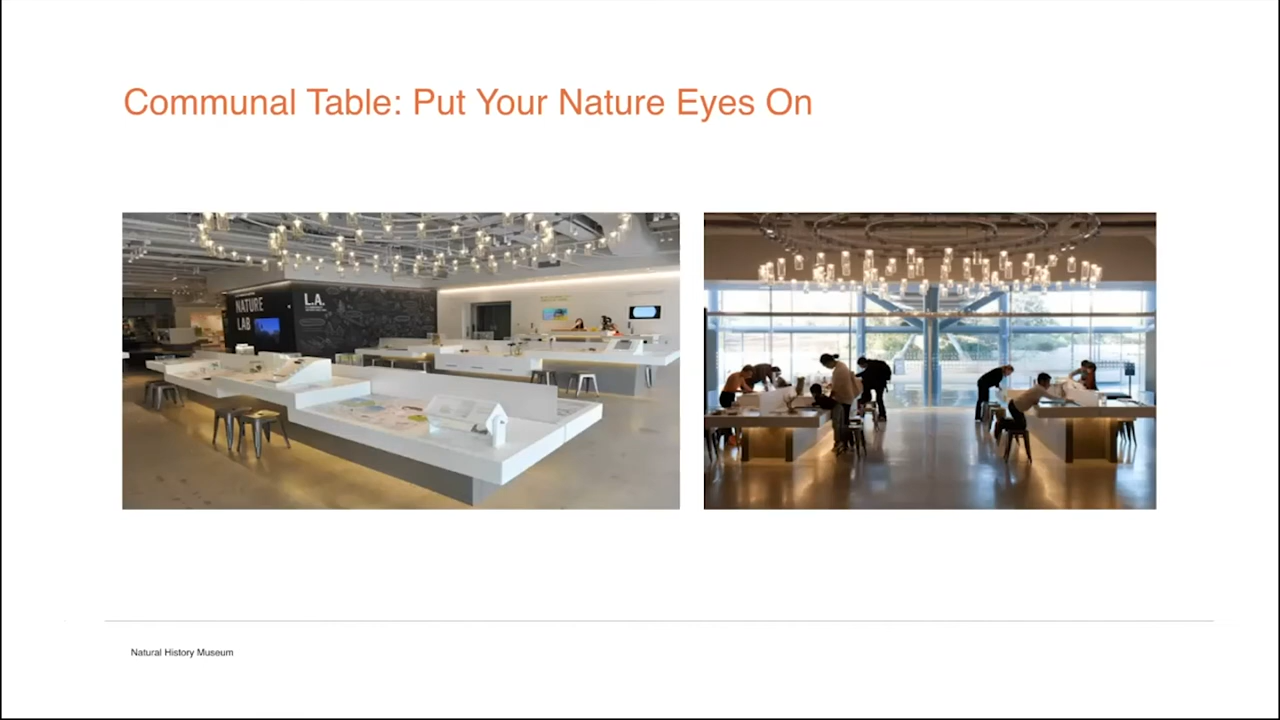 Communal Table: Put Your Nature Eyes On
NATURE
LAB
L.A.
Natural History Museum